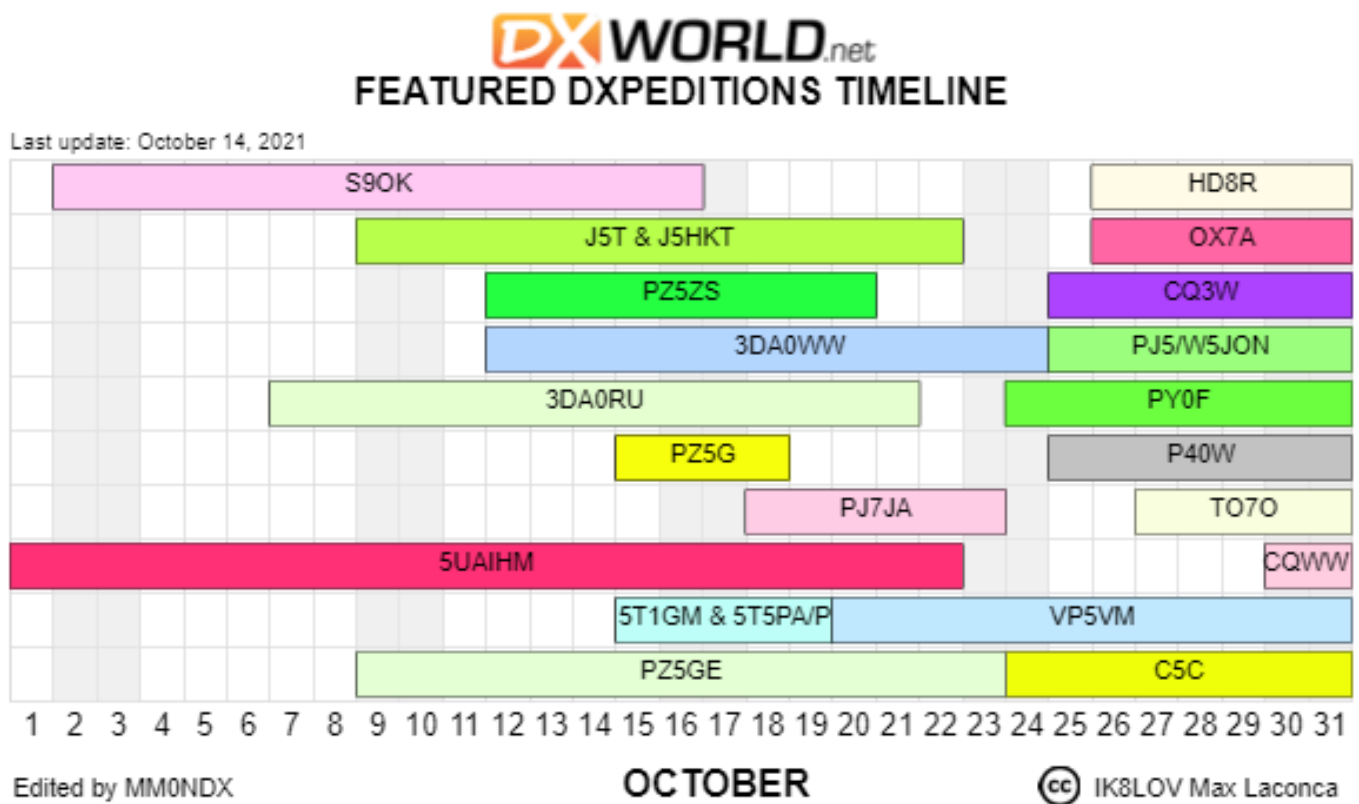 DX WORLD.net
FEATURED DXPEDITIONS TIMELINE
Last update: October 14, 2021
S9OK HD8R
J5T & J5HKT OX7A
PZ5ZS CQ3W
3DA0WW PJ5/W5JON
3DA0RU PY0F
PZ5G P40W
PJ7JA TO7O
5UAIHM CQWW
5T1GM & 5T5PA/P VP5VM
PZ5GE C5C
1 2 3 4 5 6 7 8 9 10 11 12 13 14 15 16 17 18 19 20 21 22 23 24 25 26 27 28 29 30 31
Edited by MM0NDX OCTOBER cc IK8LOV Max Laconca